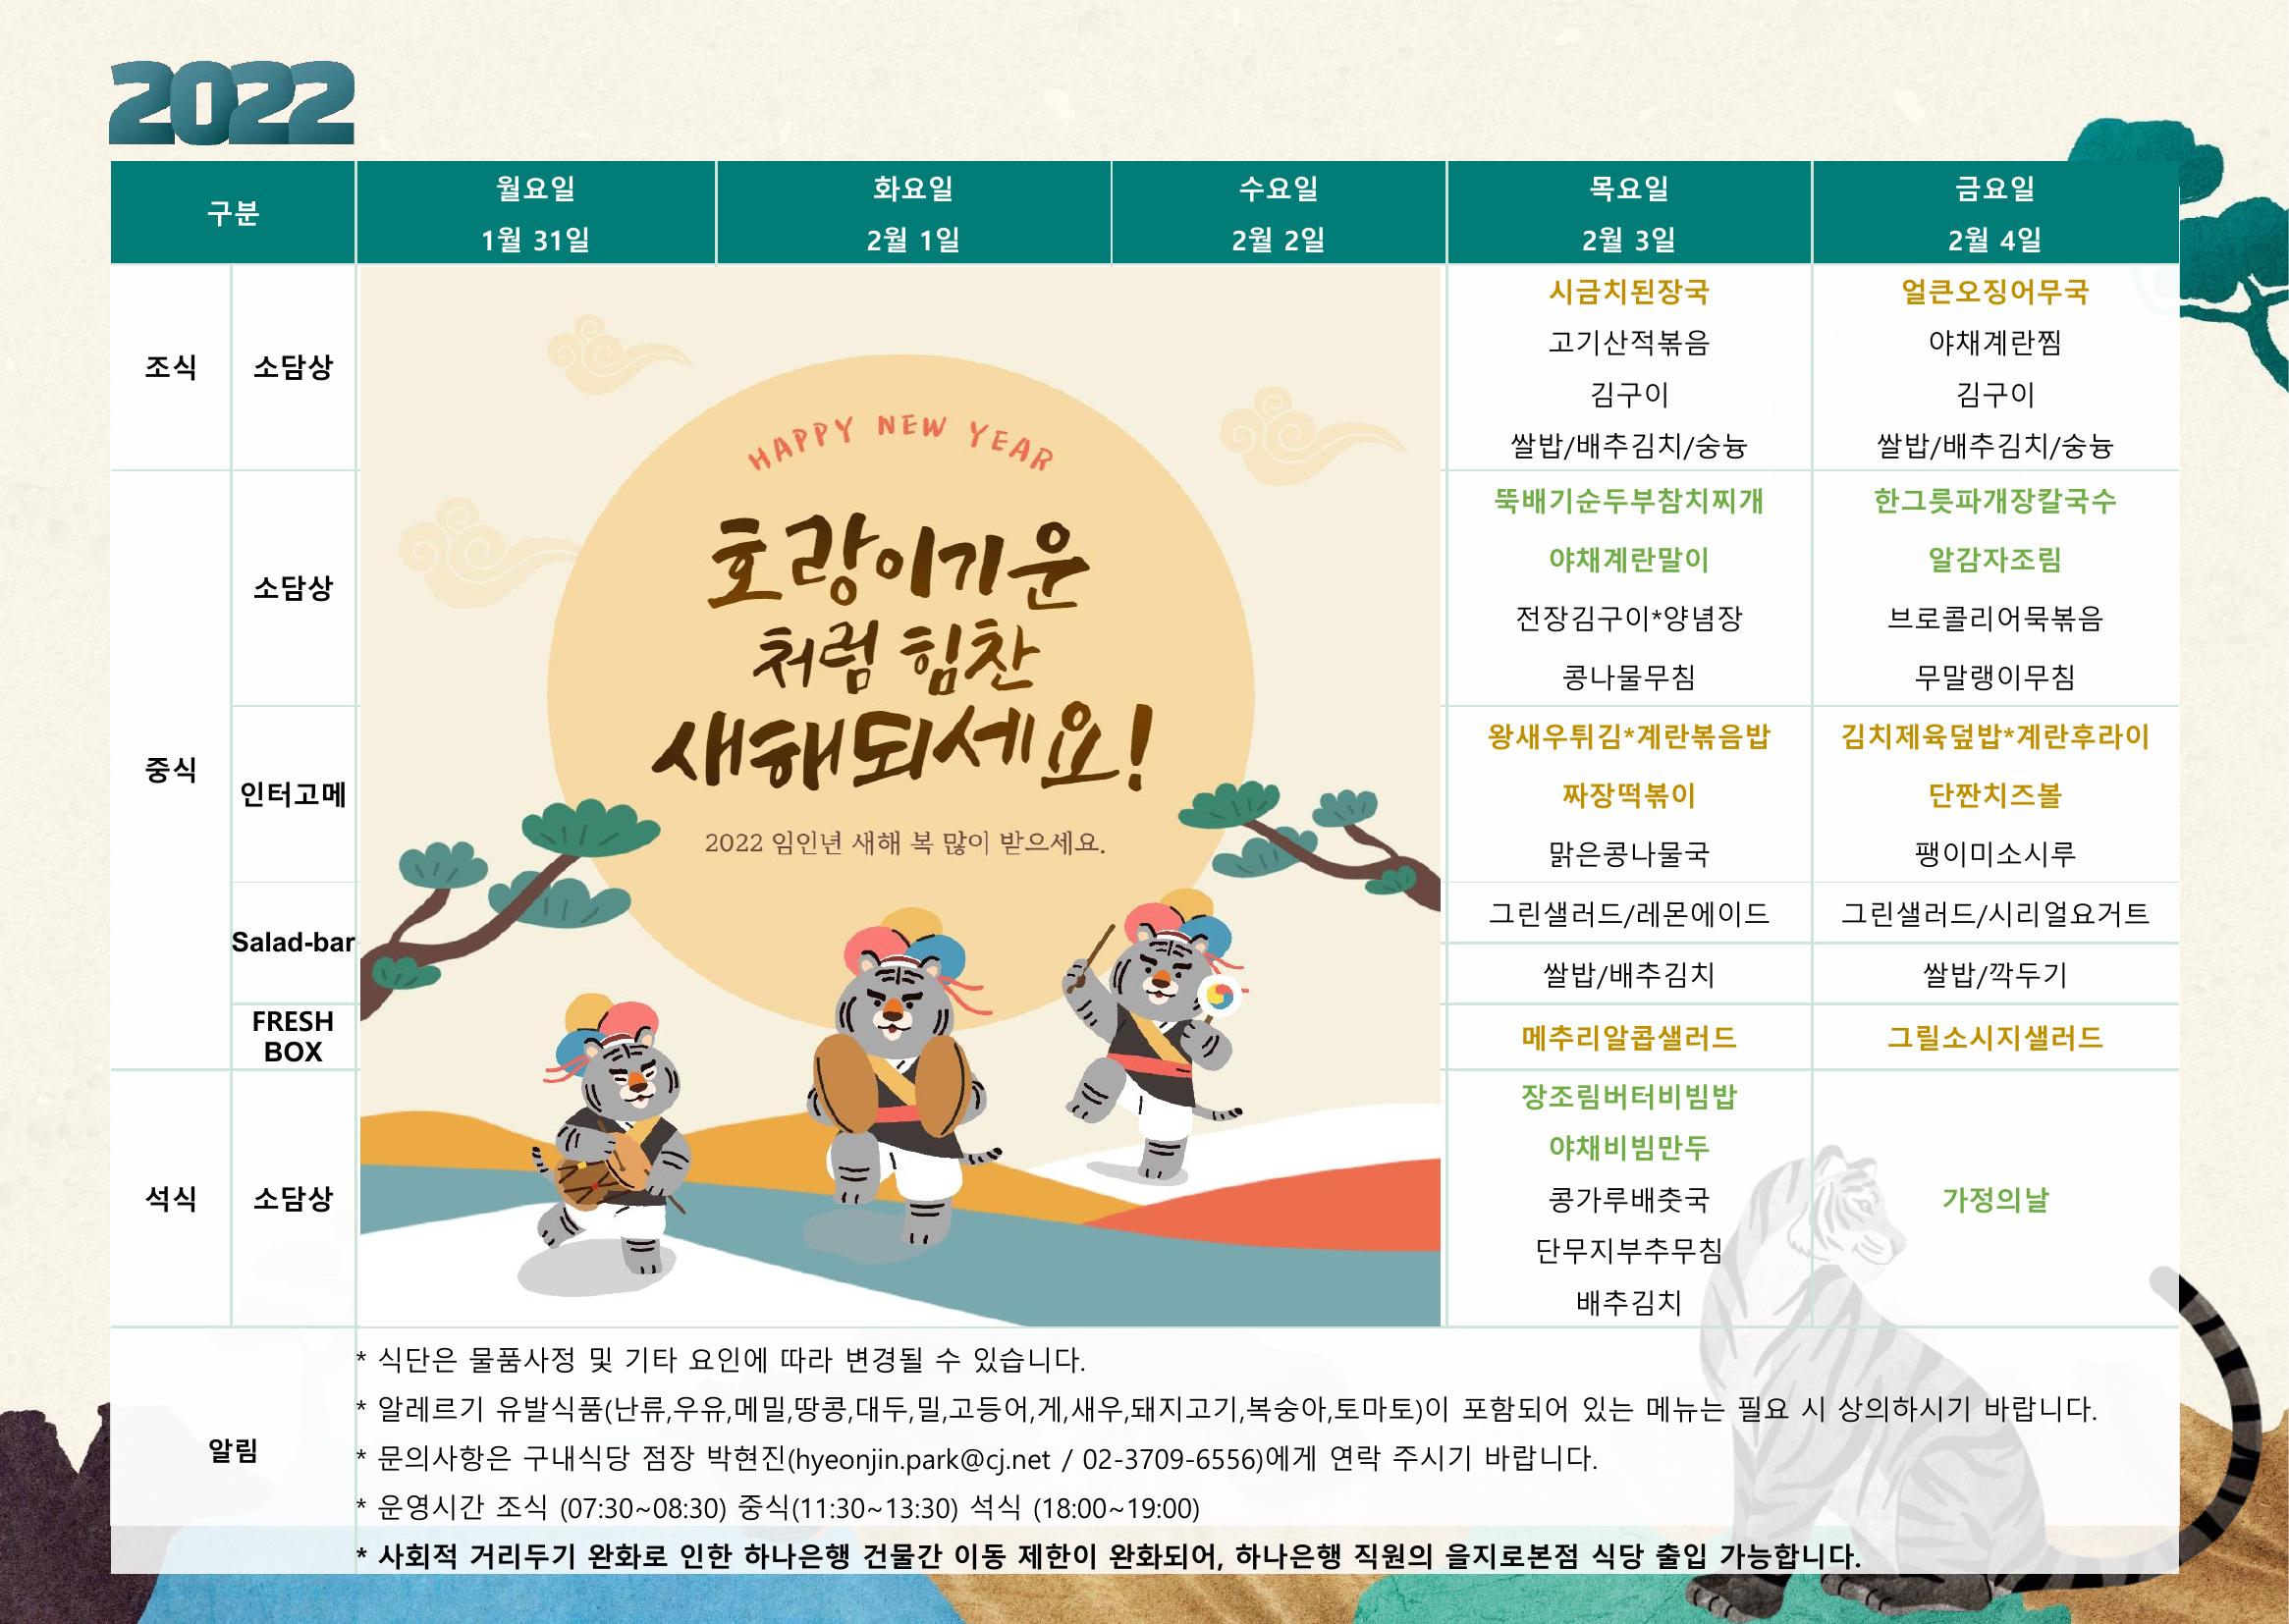 2022
구분
월요일
1월 31일
화요일
2월 1일
수요일
2월 2일
목요일
2월 3일
금요일
2월 4일
조식
소담상
시금치된장국
고기산적볶음
김구이
쌀밥/배추김치/숭늉
얼큰오징어무국
야채계란찜
김구이
쌀밥/배추김치/숭늉
HAPPY NEW YEAR
호랑이기운
처럼 힘찬
새해되세요!
2022 임인년 새해 복 많이 받으세요.
중식
소담상
뚝배기순두부참치찌개
야채계란말이
전장김구이*양념장
콩나물무침
한그릇파개장칼국수
알감자조림
브로콜리어묵볶음
무말랭이무침
인터고메
왕새우튀김*계란볶음밥
짜장떡볶이
맑은콩나물국
김치제육덮밥*계란후라이
단짠치즈볼
팽이미소시루
Salad-bar
그린샐러드/레몬에이드
그린샐러드/시리얼요거트
쌀밥/배추김치
쌀밥/깍두기
FRESH
BOX
메추리알콥샐러드
그릴소시지샐러드
석식
소담상
장조림버터비빔밥
야채비빔만두
콩가루배춧국
단무지부추무침
배추김치
가정의날
알림
* 식단은 물품사정 및 기타 요인에 따라 변경될 수 있습니다.
* 알레르기 유발식품(난류,우유,메밀,땅콩,대두,밀,고등어,게,새우,돼지고기,복숭아,토마토)이 포함되어 있는 메뉴는 필요 시 상의하시기 바랍니다.
* 문의사항은 구내식당 점장 박현진(hyeonjin.park@cj.net / 02-3709-6556)에게 연락 주시기 바랍니다.
* 운영시간 조식 (07:30~08:30) 중식(11:30~13:30) 석식 (18:00~19:00)
* 사회적 거리두기 완화로 인한 하나은행 건물간 이동 제한이 완화되어, 하나은행 직원의 을지로본점 식당 출입 가능합니다.